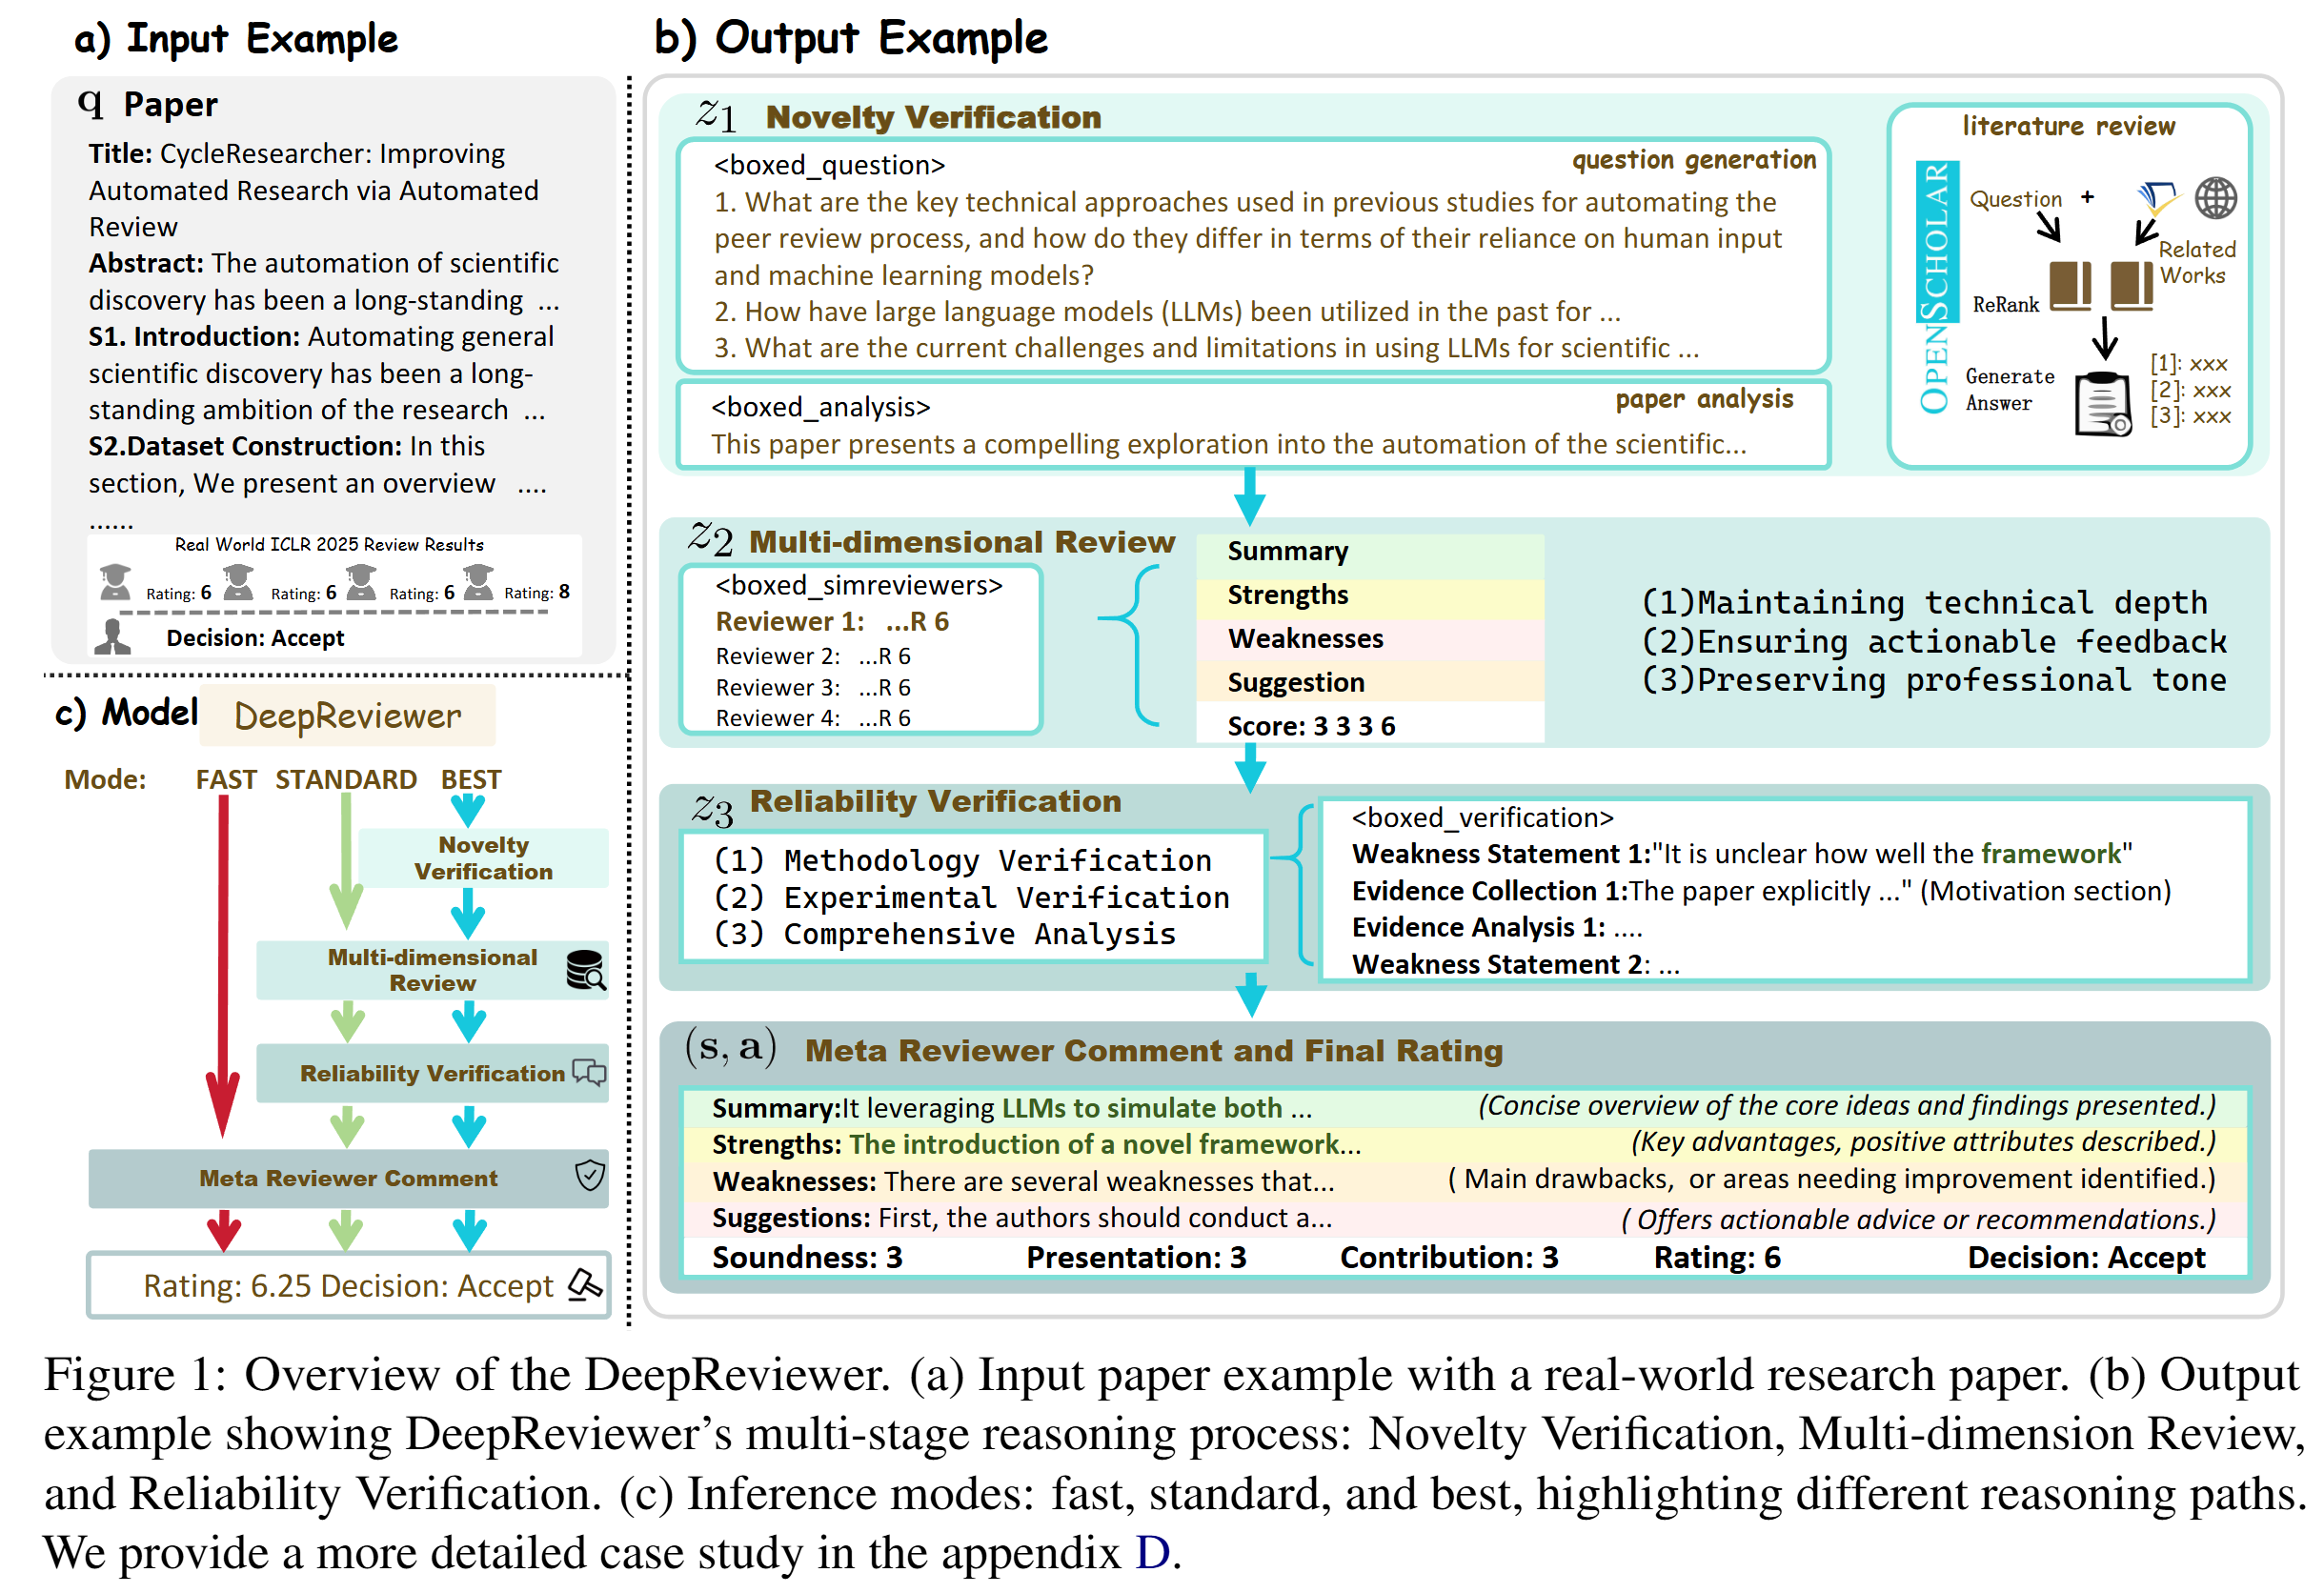 a) Input Example
q Paper
Title: CycleResearcher: Improving
Automated Research via Automated
Review
Abstract: The automation of scientific
discovery has been a long-standing ...
S1. Introduction: Automating general
scientific discovery has been a long-
standing ambition of the research ...
S2.Dataset Construction: In this
section, We present an overview ....
......
Real World ICLR 2025 Review Results
Rating: 6 Rating: 6 Rating: 6 Rating: 8
Decision: Accept
c) Model DeepReviewer
Mode: FAST STANDARD BEST
Novelty
Verification
Multi-dimensional
Review
Reliability Verification
Meta Reviewer Comment
Rating: 6.25 Decision: Accept
b) Output Example
z1 Novelty Verification
<boxed_question> question generation
1. What are the key technical approaches used in previous studies for automating the
peer review process, and how do they differ in terms of their reliance on human input
and machine learning models?
2. How have large language models (LLMs) been utilized in the past for ...
3. What are the current challenges and limitations in using LLMs for scientific ...
<boxed_analysis> paper analysis
This paper presents a compelling exploration into the automation of the scientific...
literature review
OPENSCHOLAR
Question +
Related
Works
ReRank
Generate
Answer
[1]: xxx
[2]: xxx
[3]: xxx
z2 Multi-dimensional Review
<boxed_simreviewers>
Reviewer 1: ...R 6
Reviewer 2: ...R 6
Reviewer 3: ...R 6
Reviewer 4: ...R 6
Summary
Strengths
Weaknesses
Suggestion
Score: 3 3 3 6
(1)Maintaining technical depth
(2)Ensuring actionable feedback
(3)Preserving professional tone
z3 Reliability Verification
(1) Methodology Verification
(2) Experimental Verification
(3) Comprehensive Analysis
<boxed_verification>
Weakness Statement 1:"It is unclear how well the framework"
Evidence Collection 1:The paper explicitly ..." (Motivation section)
Evidence Analysis 1: ....
Weakness Statement 2: ...
(s, a) Meta Reviewer Comment and Final Rating
Summary:It leveraging LLMs to simulate both ... (Concise overview of the core ideas and findings presented.)
Strengths: The introduction of a novel framework... (Key advantages, positive attributes described.)
Weaknesses: There are several weaknesses that... ( Main drawbacks, or areas needing improvement identified.)
Suggestions: First, the authors should conduct a... ( Offers actionable advice or recommendations.)
Soundness: 3 Presentation: 3 Contribution: 3 Rating: 6 Decision: Accept
Figure 1: Overview of the DeepReviewer. (a) Input paper example with a real-world research paper. (b) Output
example showing DeepReviewer's multi-stage reasoning process: Novelty Verification, Multi-dimension Review,
and Reliability Verification. (c) Inference modes: fast, standard, and best, highlighting different reasoning paths.
We provide a more detailed case study in the appendix D.